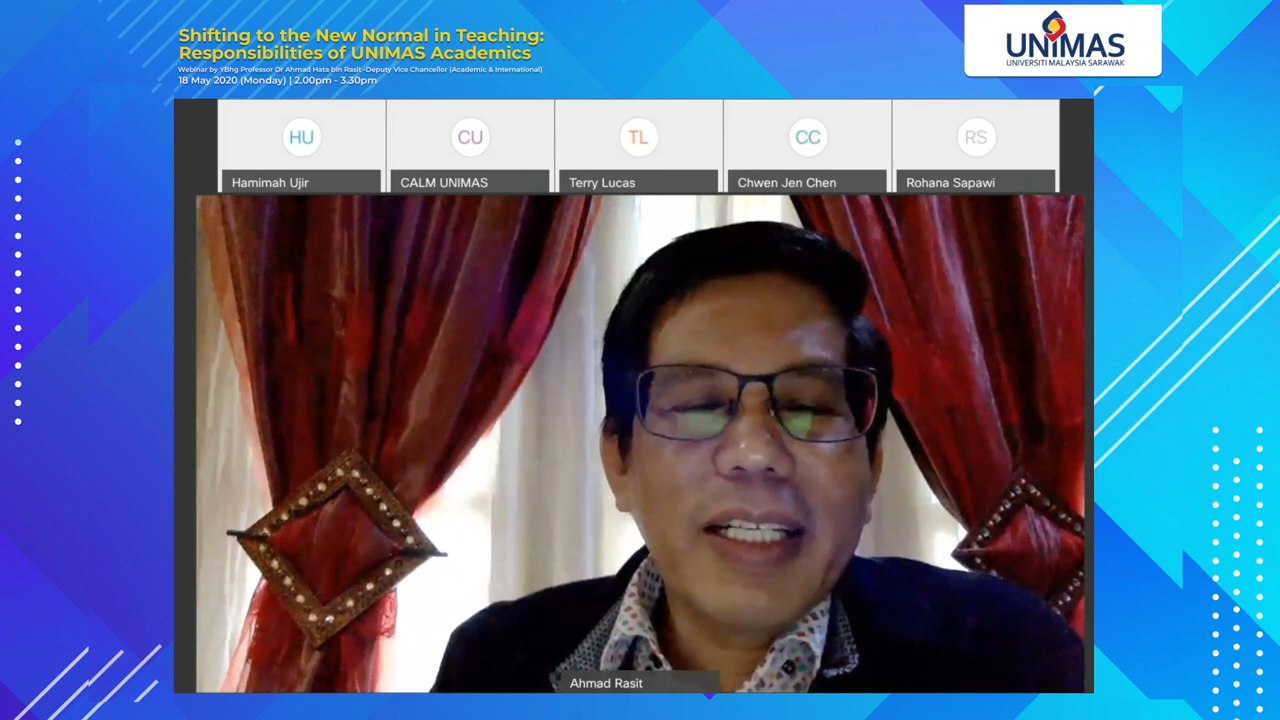 Shifting to the New Normal in Teaching:
Responsibilities of UNIMAS Academics
Webinar by YBhg Professor Dr Ahmad Hata bin Rasit-Deputy Vice Chancellor (Academic & International)
18 May 2020 (Monday) | 2.00pm - 3.30pm
UNIMAS
UNIVERSITI MALAYSIA SARAWAK
HU
CU
TL
CC
RS
Hamimah Ujir
CALM UNIMAS
Terry Lucas
Chwen Jen Chen
Rohana Sapawi
Ahmad Rasit